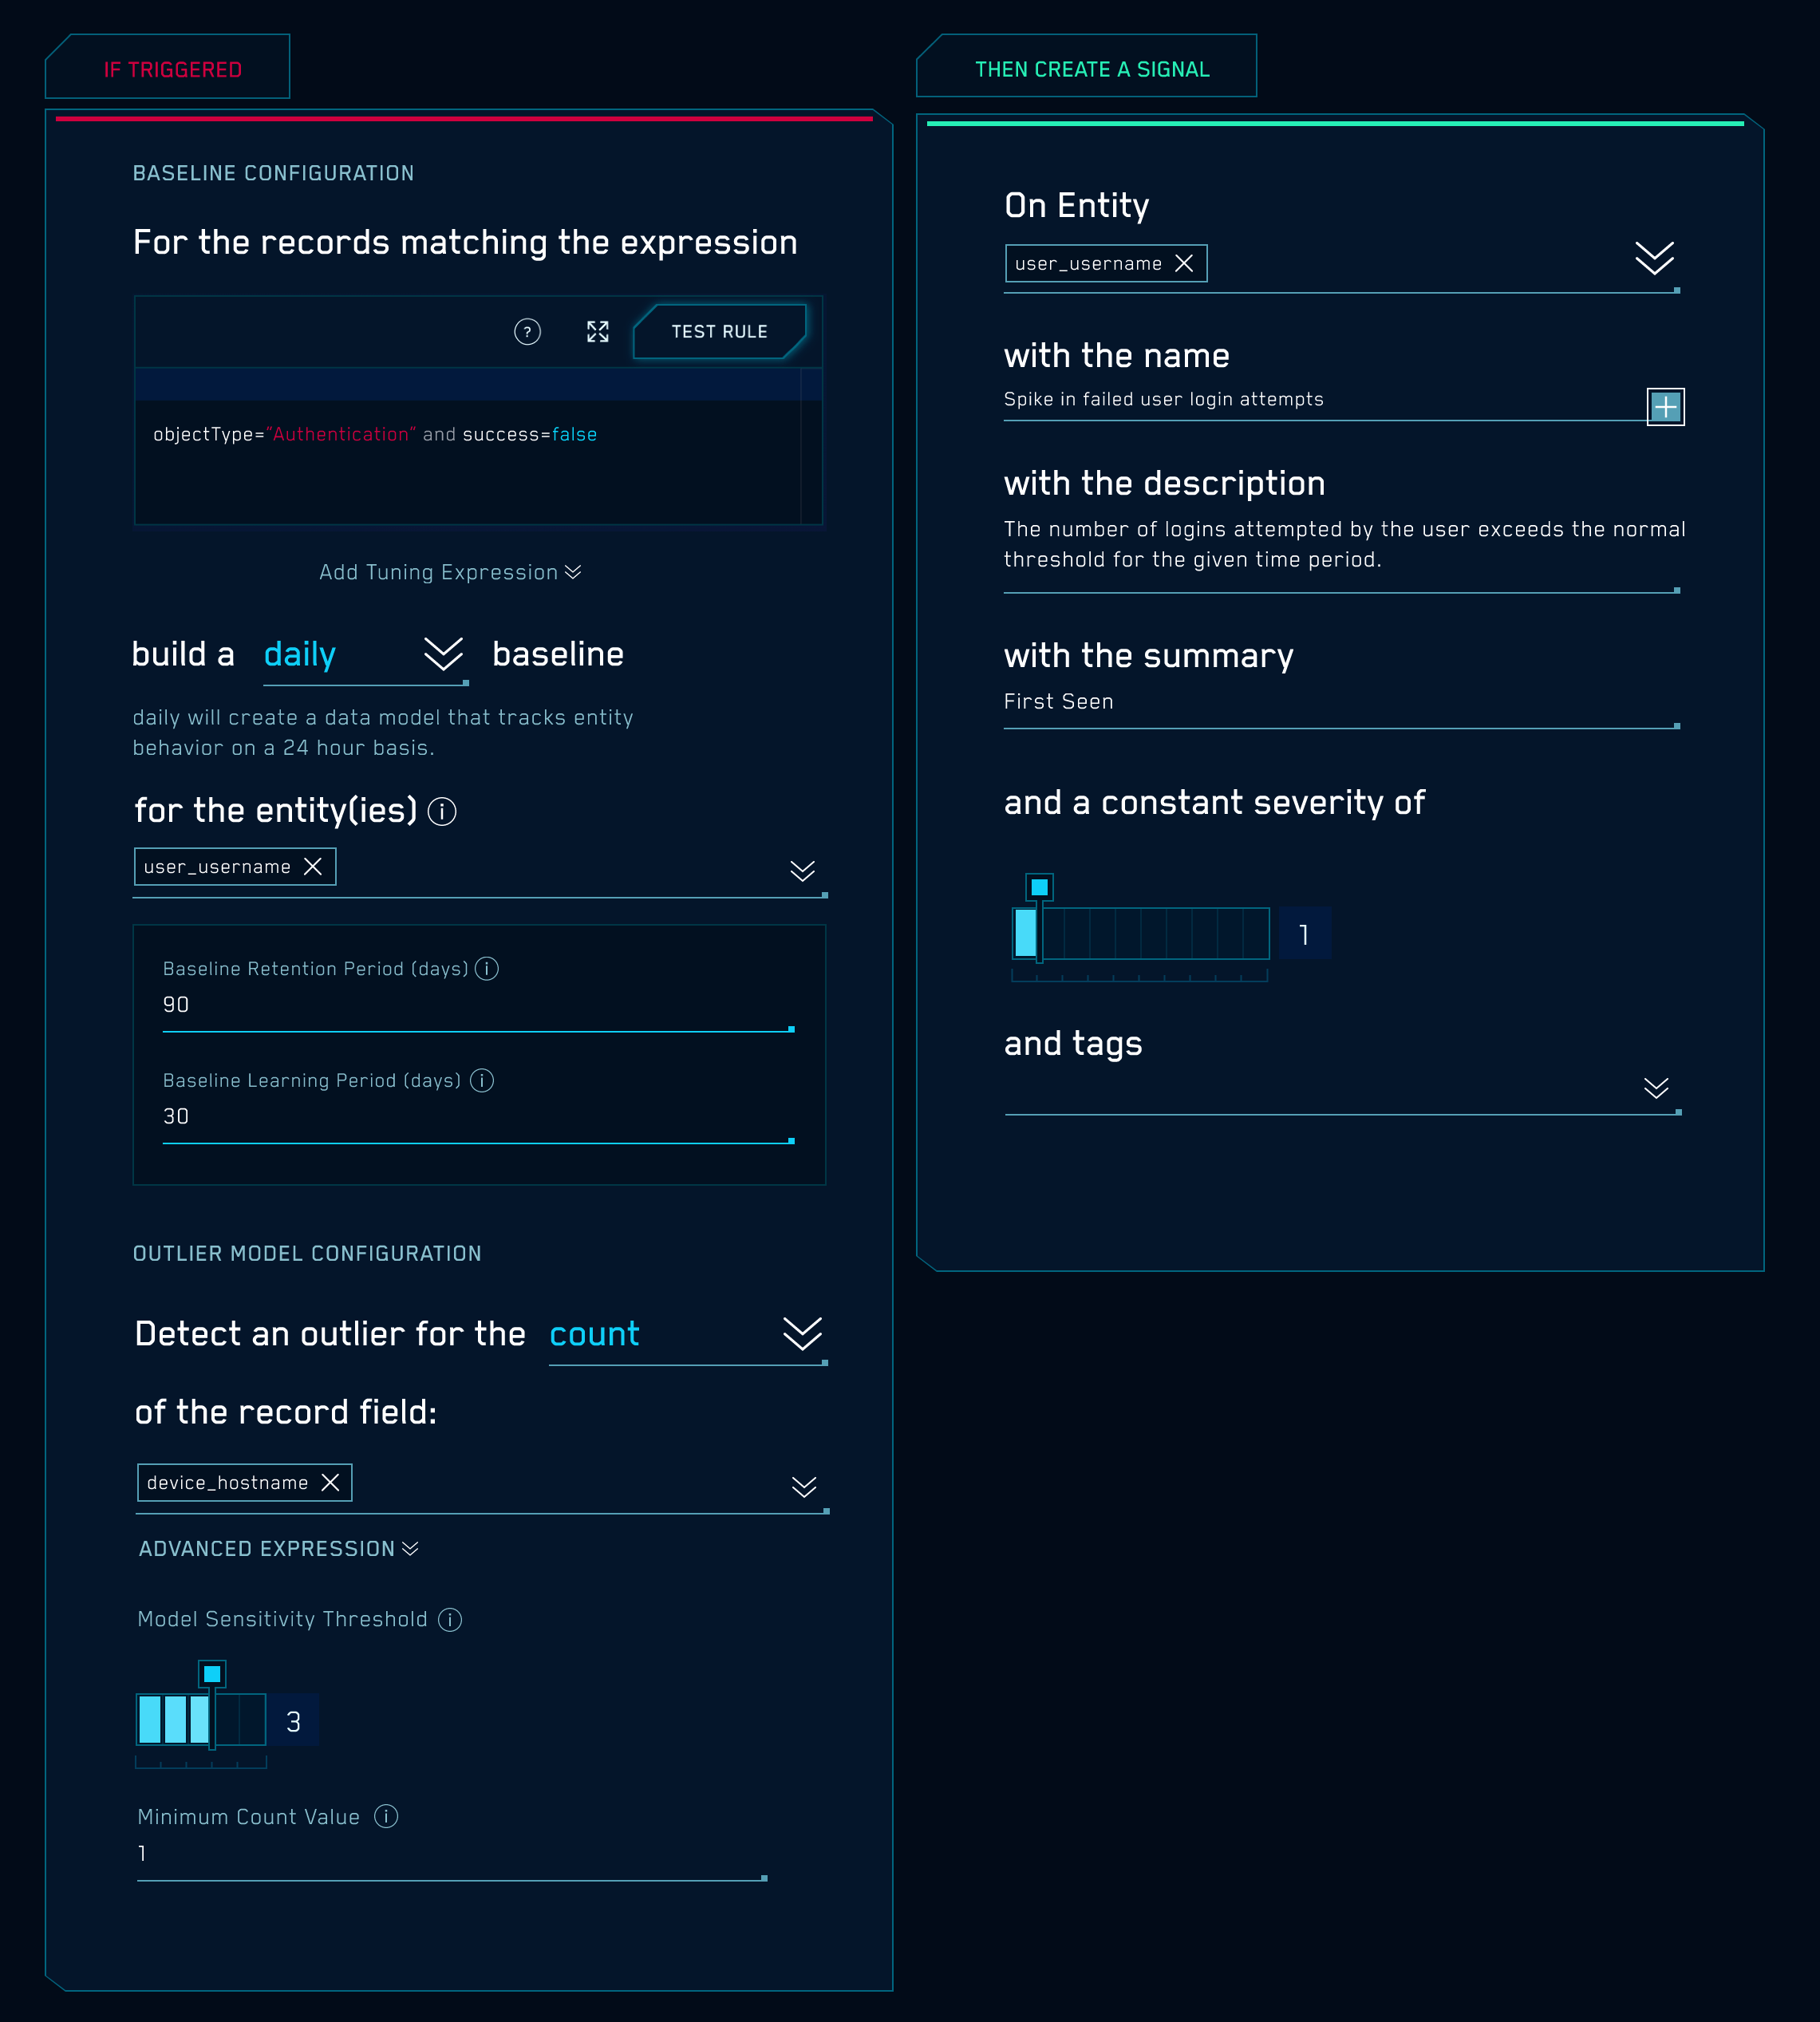 IF TRIGGERED
BASELINE CONFIGURATION
For the records matching the expression
?
TEST RULE
objectType="Authentication" and success=false
Add Tuning Expression
build a daily baseline
daily will create a data model that tracks entity
behavior on a 24 hour basis.
for the entity(ies) i
user_username
Baseline Retention Period (days) i
90
Baseline Learning Period (days) i
30
OUTLIER MODEL CONFIGURATION
Detect an outlier for the count
of the record field:
device_hostname
ADVANCED EXPRESSION
Model Sensitivity Threshold i
3
Minimum Count Value i
1
THEN CREATE A SIGNAL
On Entity
user_username
with the name
Spike in failed user login attempts
with the description
The number of logins attempted by the user exceeds the normal
threshold for the given time period.
with the summary
First Seen
and a constant severity of
1
and tags